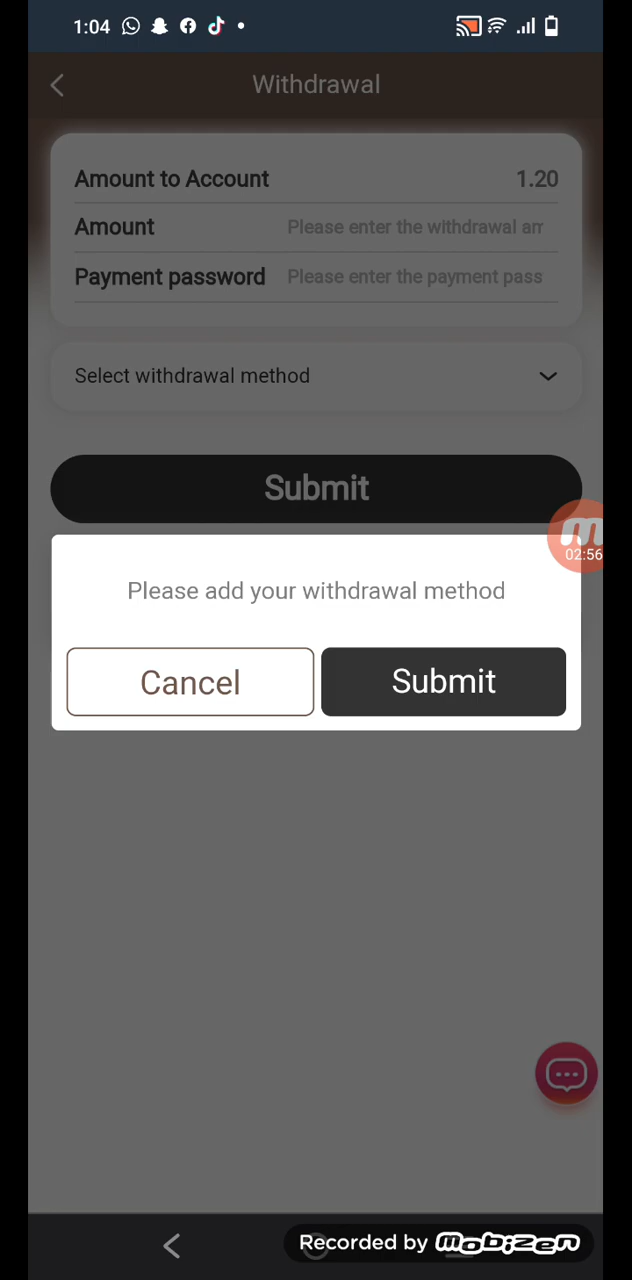 1:04
Withdrawal
Amount to Account 1.20
Amount Please enter the withdrawal am
Payment password Please enter the payment pass
Select withdrawal method
Submit
02:56
Please add your withdrawal method
Cancel Submit
Recorded by mobizen